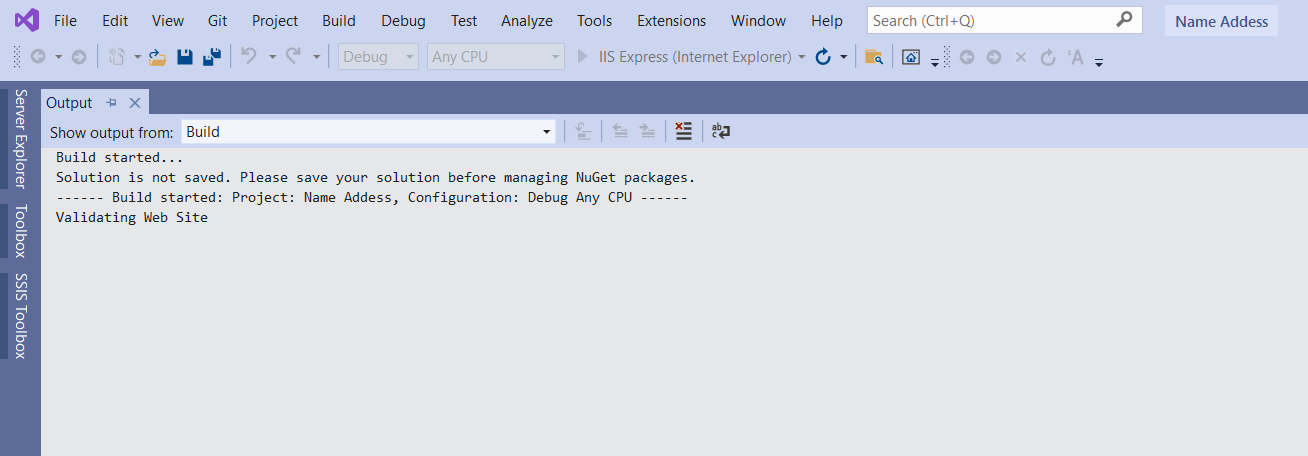 File Edit View Git Project Build Debug Test Analyze Tools Extensions Window Help Search (Ctrl+Q) Name Addess
Debug Any CPU IIS Express (Internet Explorer)
Server Explorer
Toolbox
SSIS Toolbox
Output
Show output from: Build
Build started...
Solution is not saved. Please save your solution before managing NuGet packages.
------ Build started: Project: Name Addess, Configuration: Debug Any CPU ------
Validating Web Site